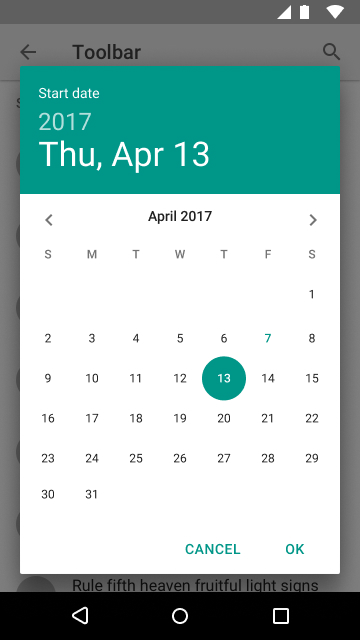 Toolbar
Start date
2017
Thu, Apr 13
April 2017
S M T W T F S
1
2 3 4 5 6 7 8
9 10 11 12 13 14 15
16 17 18 19 20 21 22
23 24 25 26 27 28 29
30 31
CANCEL OK
Rule fifth heaven fruitful light signs